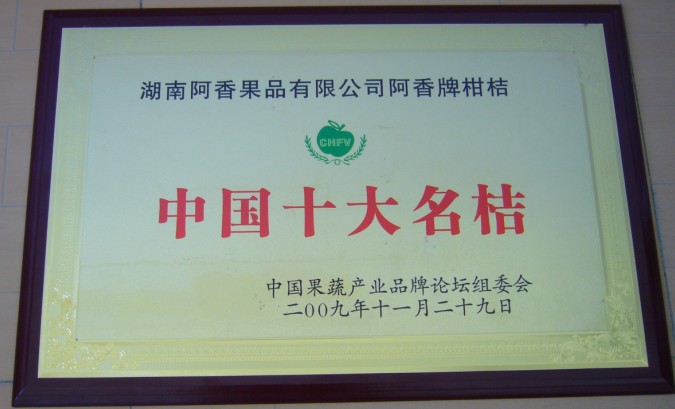 湖南阿香果品有限公司阿香牌柑桔
CHFV
中国十大名桔
中国果蔬产业品牌论坛组委会
二00九年十一月二十九日